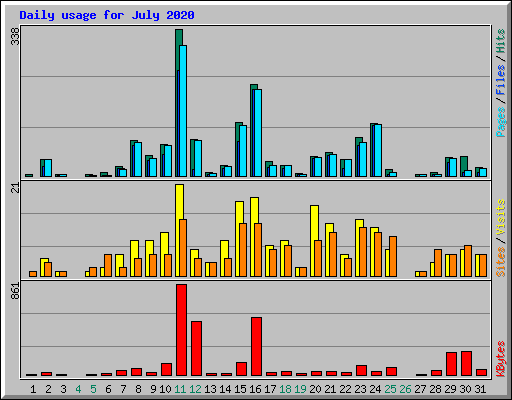 Daily usage for July 2020
338
Pages / Files / Hits
21
Sites / Visits
861
KBytes
1 2 3 4 5 6 7 8 9 10 11 12 13 14 15 16 17 18 19 20 21 22 23 24 25 26 27 28 29 30 31